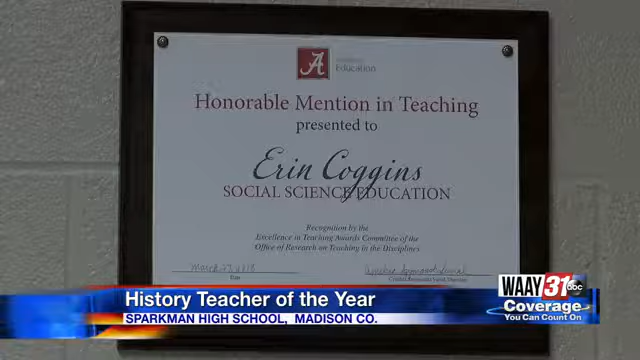 A
Education
Honorable Mention in Teaching
presented to
Erin Coggins
SOCIAL SCIENCE EDUCATION
Recognition by the
Excellence in Teaching Awards Committee of the
Office of Research on Teaching in the Disciplines
Date
History Teacher of the Year
SPARKMAN HIGH SCHOOL, MADISON CO.
WAAY 31 abc
Coverage
You Can Count On